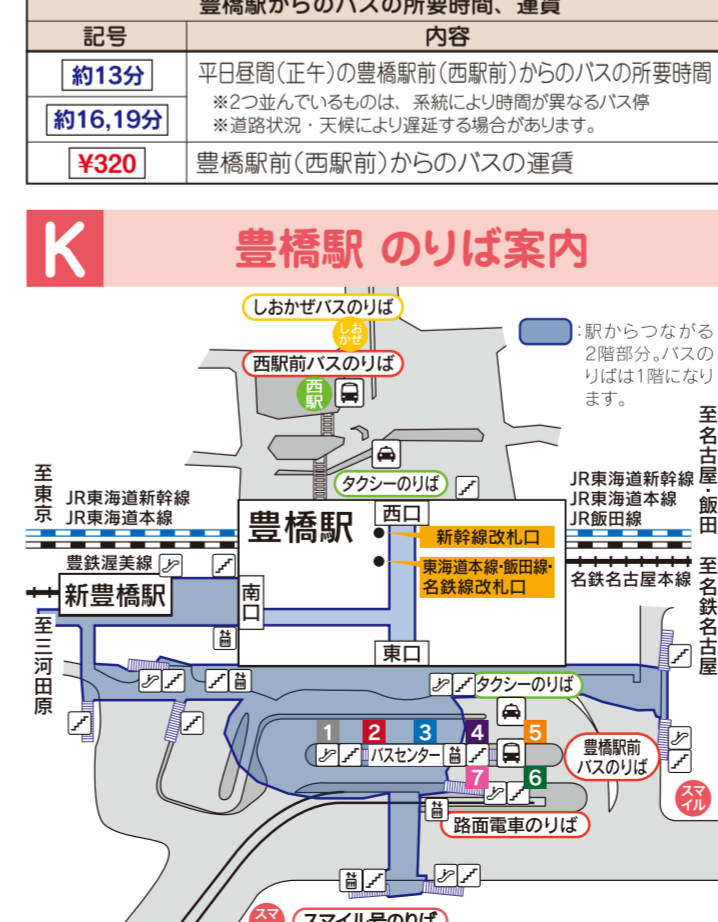 豊橋駅からのバスの所要時間、運賃
記号
内容
約13分
平日昼間(正午)の豊橋駅前(西駅前)からのバスの所要時間
約16,19分
※2つ並んでいるものは、系統により時間が異なるバス停
※道路状況・天候により遅延する場合があります。
¥320
豊橋駅前(西駅前)からのバスの運賃
K
豊橋駅 のりば案内
しおかぜバスのりば
しお
かぜ
西駅前バスのりば
西
駅
:駅からつながる
2階部分。バスの
りばは1階になり
ます。
タクシーのりば
至東京
JR東海道新幹線
JR東海道本線
JR東海道新幹線
JR東海道本線
JR飯田線
至名古屋・飯田
豊橋駅
西口
新幹線改札口
東海道本線・飯田線・
名鉄線改札口
豊鉄渥美線
新豊橋駅
南口
名鉄名古屋本線
至名鉄名古屋
至三河田原
東口
タクシーのりば
1
2
3
4
5
バスセンター
7
6
豊橋駅前
バスのりば
路面電車のりば
スマ
イル
スマ
スマイル号のりば